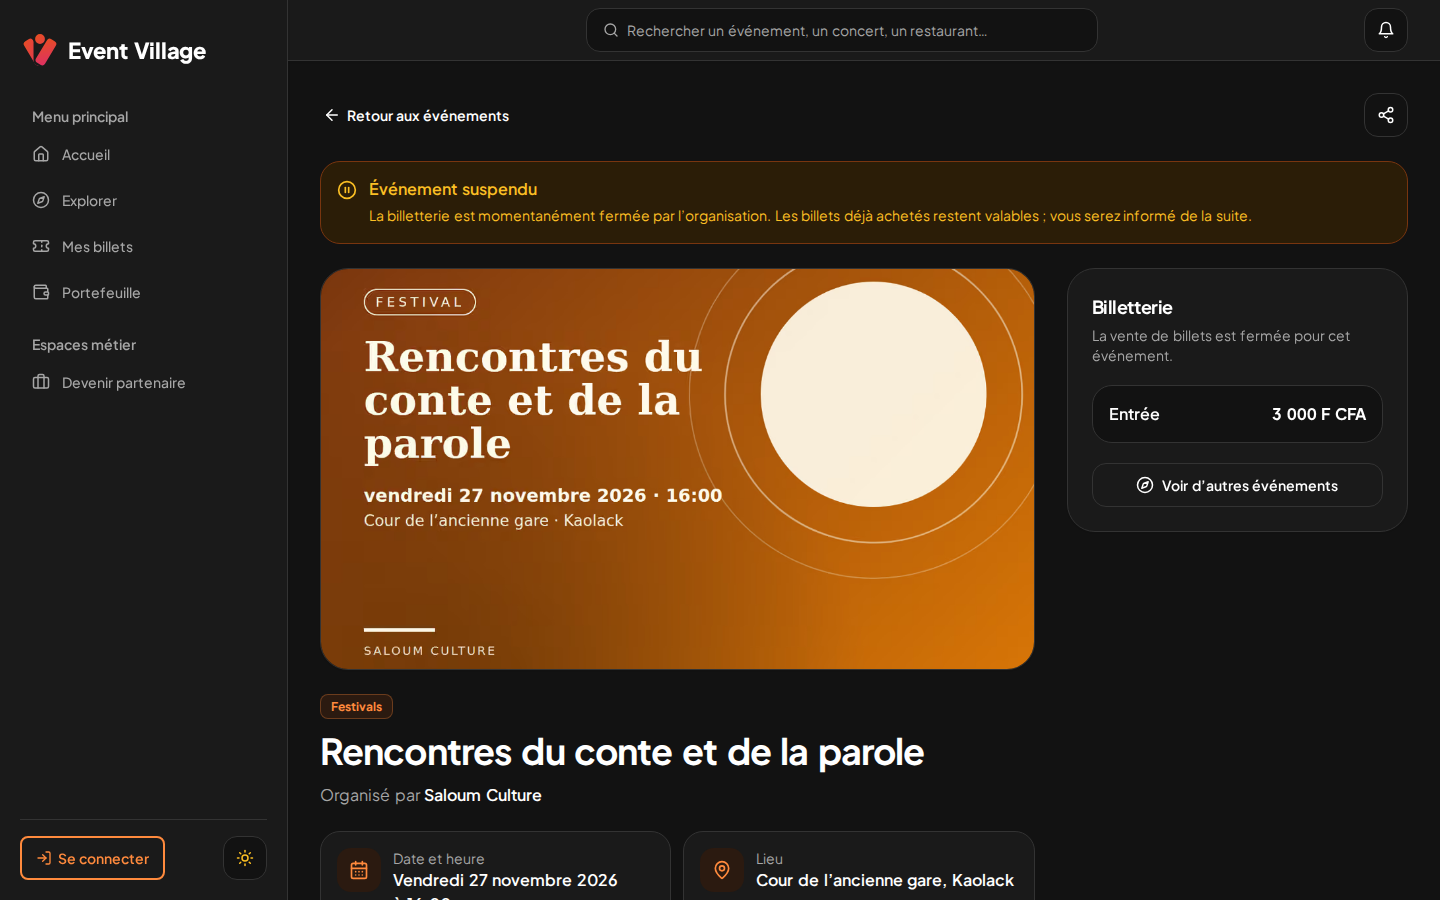 Event Village
Rechercher un événement, un concert, un restaurant…
Menu principal
Accueil
Explorer
Mes billets
Portefeuille
Espaces métier
Devenir partenaire
Se connecter
Retour aux événements
Événement suspendu
La billetterie est momentanément fermée par l’organisation. Les billets déjà achetés restent valables ; vous serez informé de la suite.
FESTIVAL
Rencontres du
conte et de la
parole
vendredi 27 novembre 2026 · 16:00
Cour de l’ancienne gare · Kaolack
SALOUM CULTURE
Billetterie
La vente de billets est fermée pour cet
événement.
Entrée 3 000 F CFA
Voir d’autres événements
Festivals
Rencontres du conte et de la parole
Organisé par Saloum Culture
Date et heure
Vendredi 27 novembre 2026
Lieu
Cour de l’ancienne gare, Kaolack